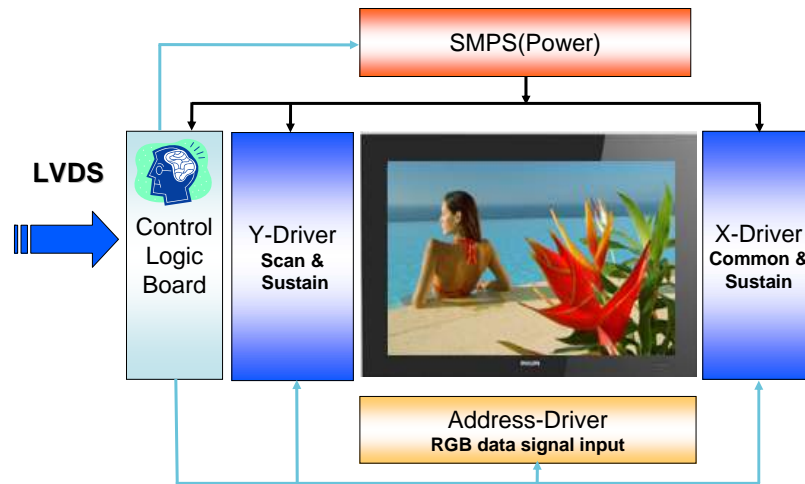 SMPS(Power)
LVDS
Control
Logic
Board
Y-Driver
Scan &
Sustain
X-Driver
Common &
Sustain
PHILIPS
Address-Driver
RGB data signal input